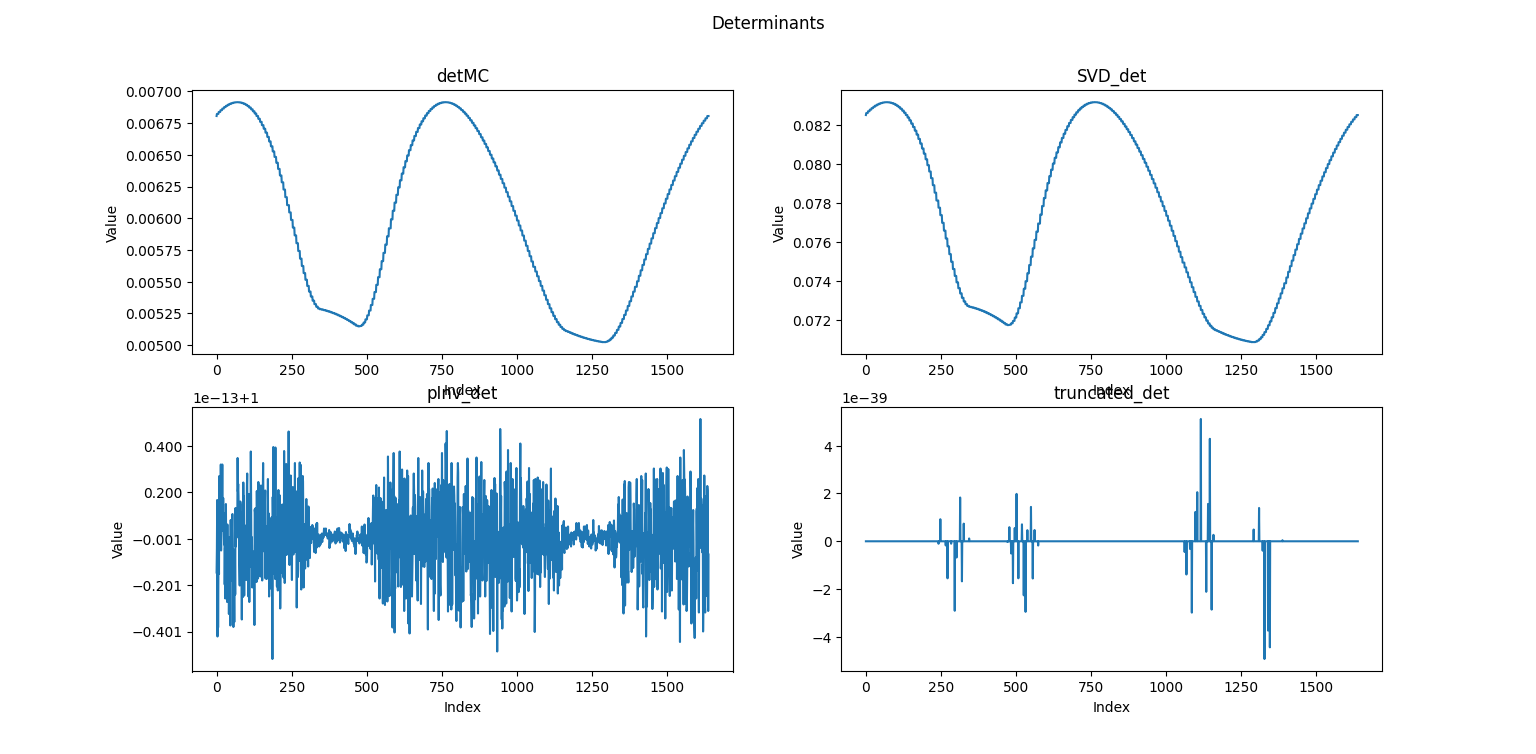 Determinants
detMC
0.00700
0.00675
0.00650
0.00625
0.00600
0.00575
0.00550
0.00525
0.00500
Value
0 250 500 750 1000 1250 1500
Index
SVD_det
0.082
0.080
0.078
0.076
0.074
0.072
Value
0 250 500 750 1000 1250 1500
Index
pinv_det
1e−13+1
0.400
0.200
−0.001
−0.201
−0.401
Value
0 250 500 750 1000 1250 1500
Index
truncated_det
1e−39
4
2
0
−2
−4
Value
0 250 500 750 1000 1250 1500
Index